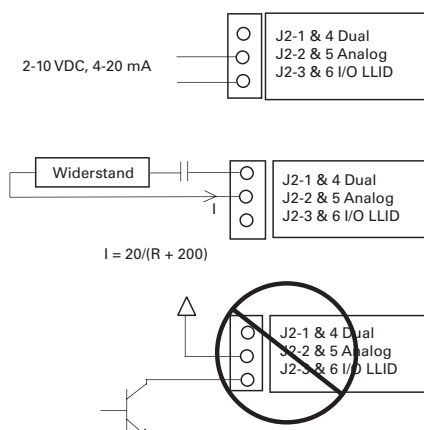 J2-1 & 4 Dual
J2-2 & 5 Analog
J2-3 & 6 I/O LLID
2-10 VDC, 4-20 mA
Widerstand
I
J2-1 & 4 Dual
J2-2 & 5 Analog
J2-3 & 6 I/O LLID
I = 20/(R + 200)
J2-1 & 4 Dual
J2-2 & 5 Analog
J2-3 & 6 I/O LLID